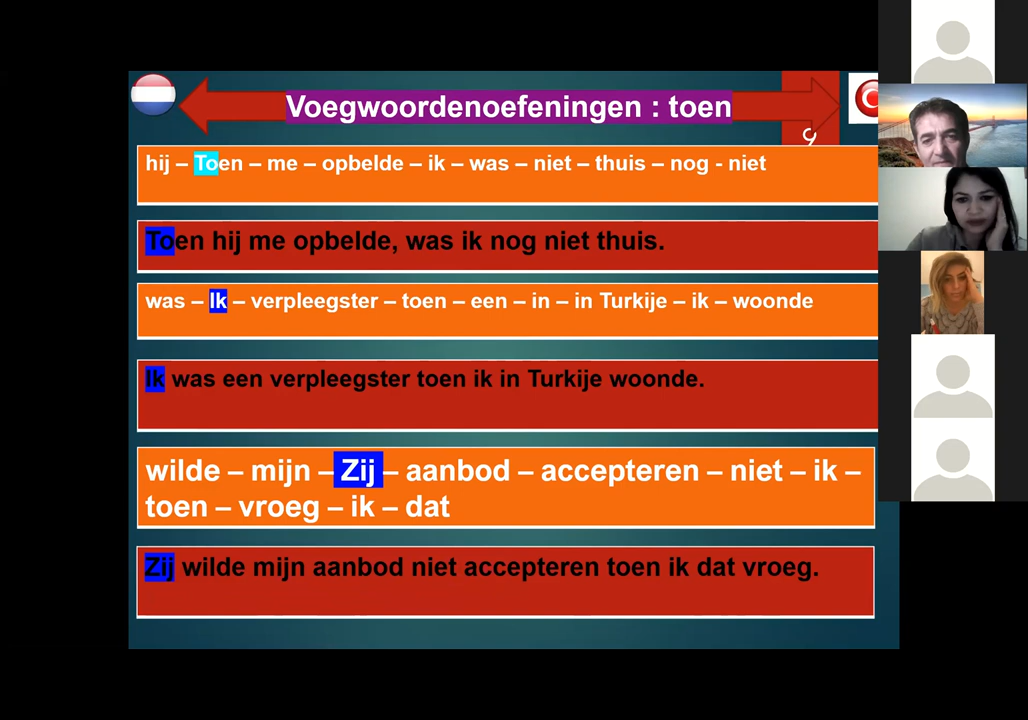 Voegwoordenoefeningen : toen
hij – Toen – me – opbelde – ik – was – niet – thuis – nog - niet
Toen hij me opbelde, was ik nog niet thuis.
was – Ik – verpleegster – toen – een – in – in Turkije – ik – woonde
Ik was een verpleegster toen ik in Turkije woonde.
wilde – mijn – Zij – aanbod – accepteren – niet – ik –
toen – vroeg – ik – dat
Zij wilde mijn aanbod niet accepteren toen ik dat vroeg.